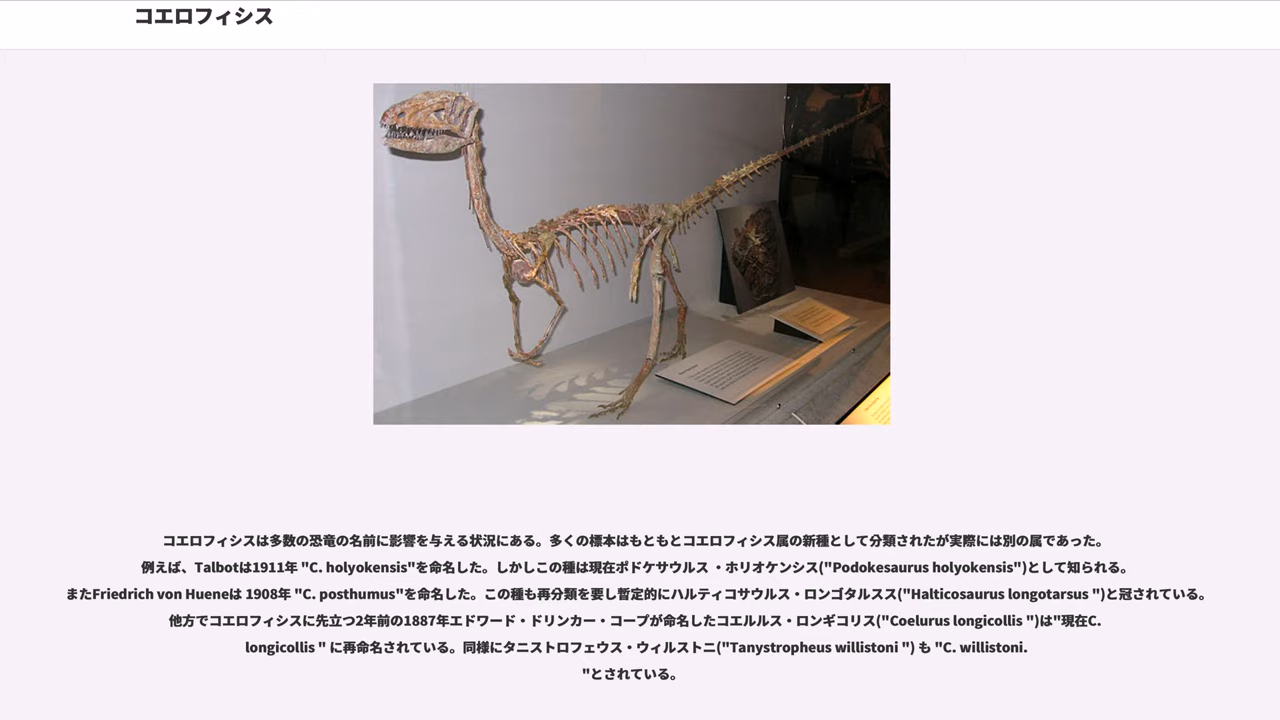 コエロフィシス
コエロフィシスは多数の恐竜の名前に影響を与える状況にある。多くの標本はもともとコエロフィシス属の新種として分類されたが実際には別の属であった。
例えば、Talbotは1911年 "C. holyokensis"を命名した。しかしこの種は現在ポドケサウルス ・ホリオケンシス("Podokesaurus holyokensis")として知られる。
またFriedrich von Hueneは 1908年 "C. posthumus"を命名した。この種も再分類を要し暫定的にハルティコサウルス・ロンゴタルスス("Halticosaurus longotarsus ")と冠されている。
他方でコエロフィシスに先立つ2年前の1887年エドワード・ドリンカー・コープが命名したコエルルス・ロンギコリス("Coelurus longicollis ")は"現在C.
longicollis " に再命名されている。同様にタニストロフェウス・ウィルストニ("Tanystropheus willistoni ") も "C. willistoni.
"とされている。